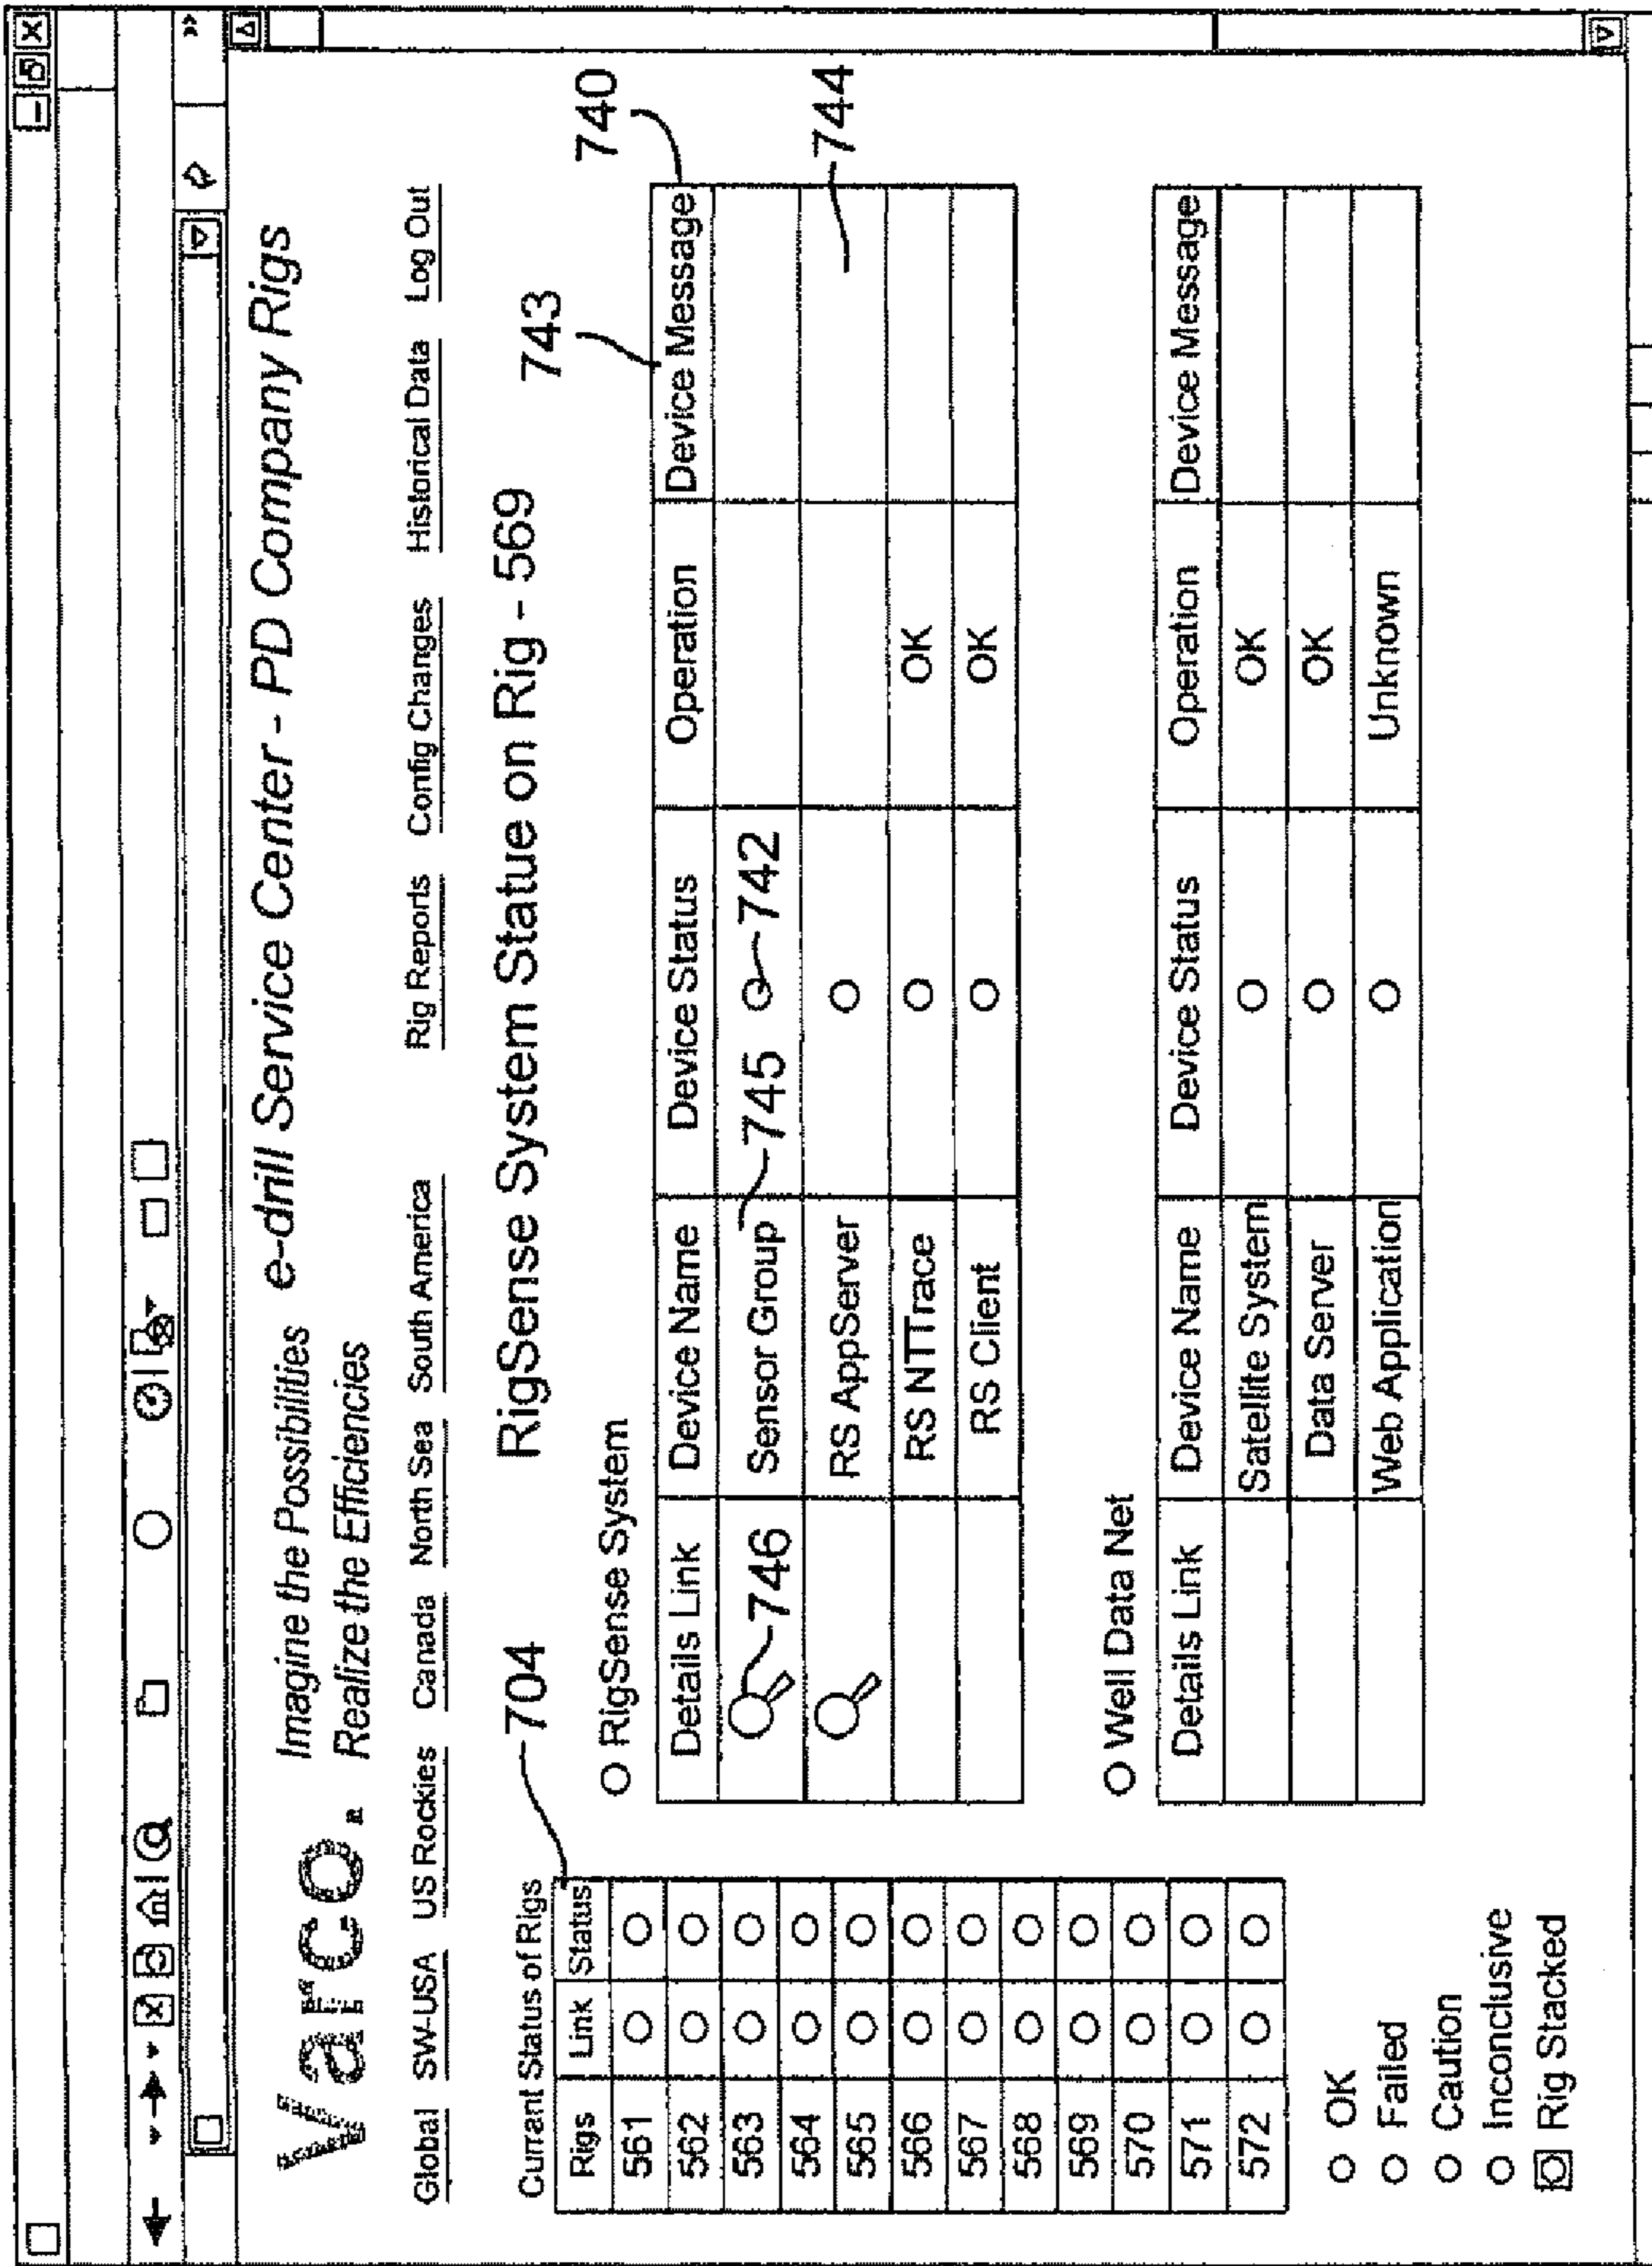 Varco
Imagine the Possibilities
Realize the Efficiencies
e-drill Service Center - PD Company Rigs
Global SW-USA US Rockies Canada North Sea South America Rig Reports Config Changes Historical Data Log Out
704
RigSense System Statue on Rig - 569
743
740
Currant Status of Rigs
Rigs Link Status
561
562
563
564
565
566
567
568
569
570
571
572
OK
Failed
Caution
Inconclusive
Rig Stacked
RigSense System
Details Link Device Name Device Status Operation Device Message
746 Sensor Group 745 742
RS AppServer 744
RS NTTrace OK
RS Client OK
Well Data Net
Details Link Device Name Device Status Operation Device Message
Satellite System OK
Data Server OK
Web Application Unknown